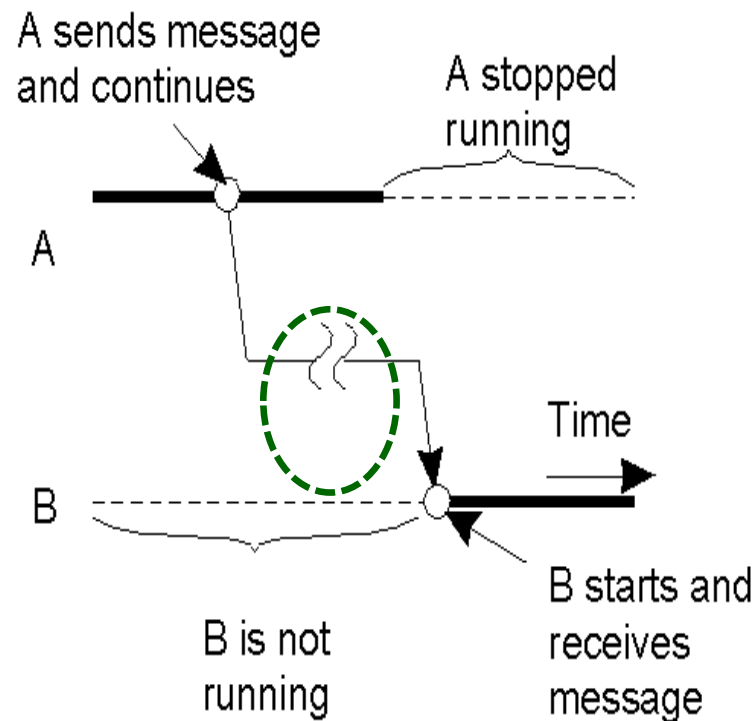 A sends message
and continues
A stopped
running
A
Time
B
B is not
running
B starts and
receives
message